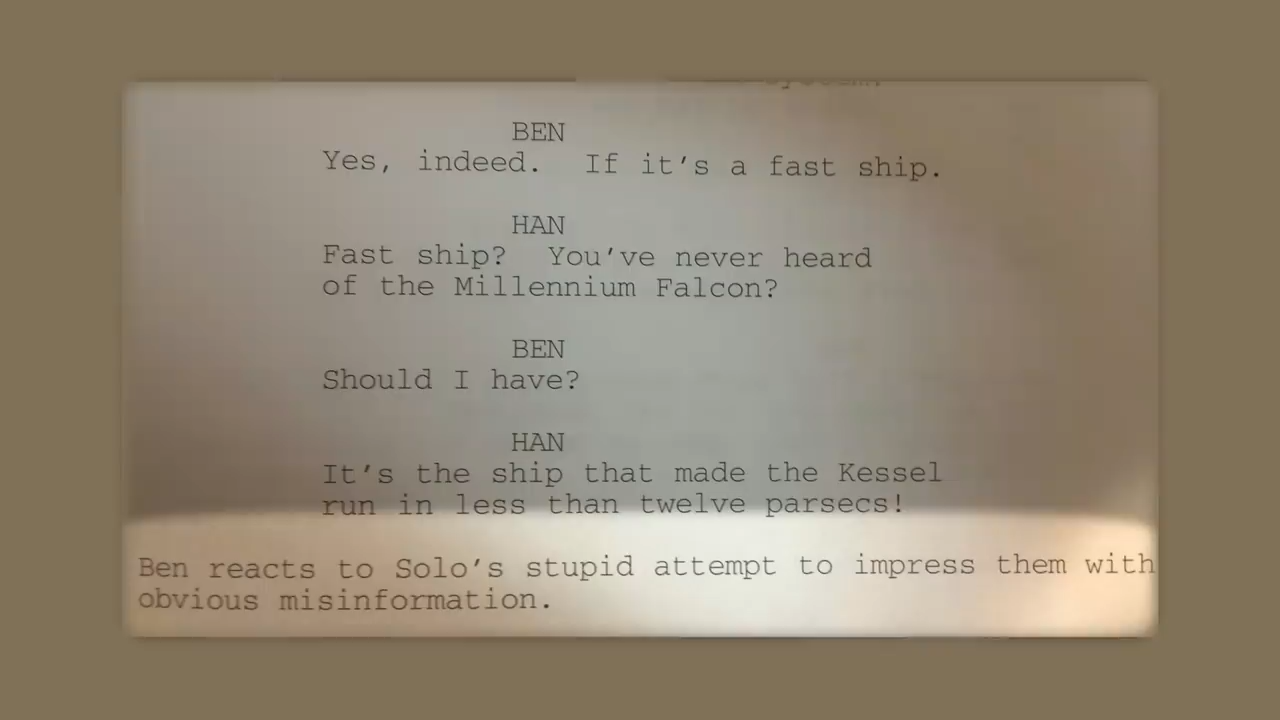 BEN
Yes, indeed. If it's a fast ship.
HAN
Fast ship? You've never heard
of the Millennium Falcon?
BEN
Should I have?
HAN
It's the ship that made the Kessel
run in less than twelve parsecs!
Ben reacts to Solo's stupid attempt to impress them with
obvious misinformation.